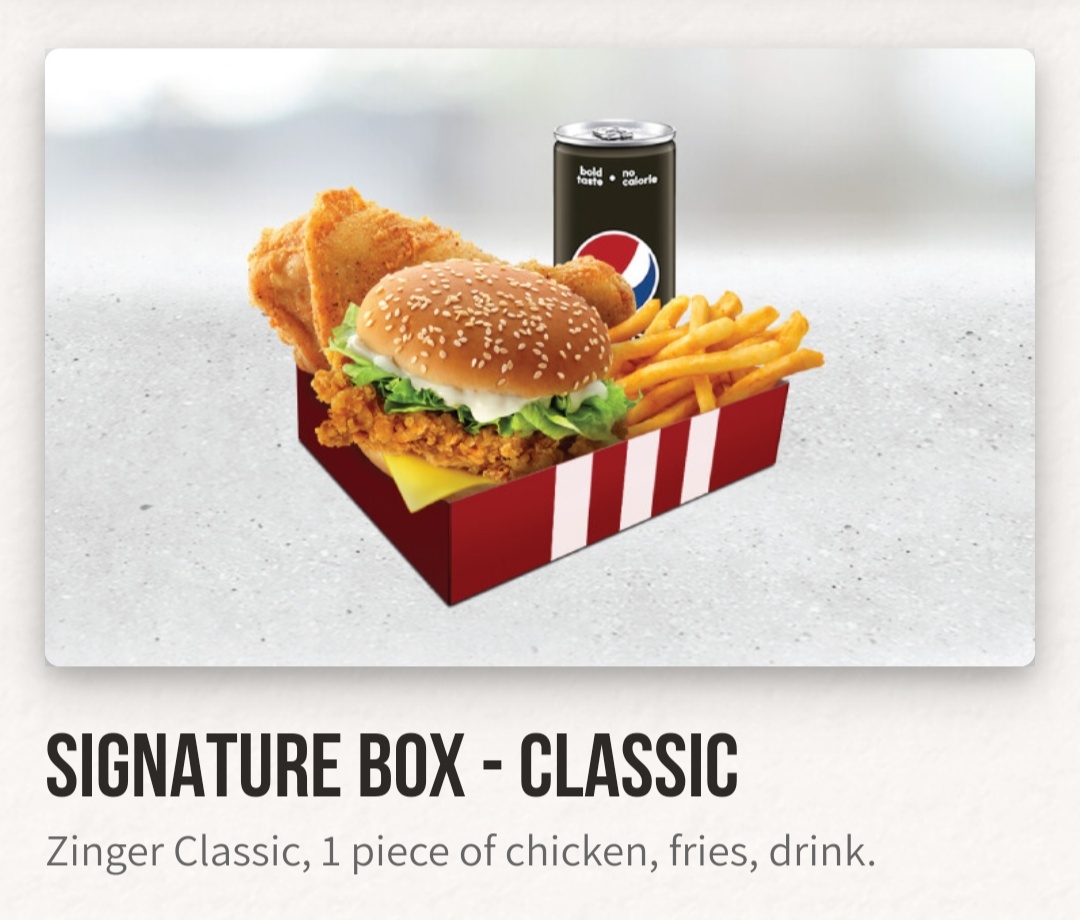 bold taste • no calorie
SIGNATURE BOX - CLASSIC
Zinger Classic, 1 piece of chicken, fries, drink.